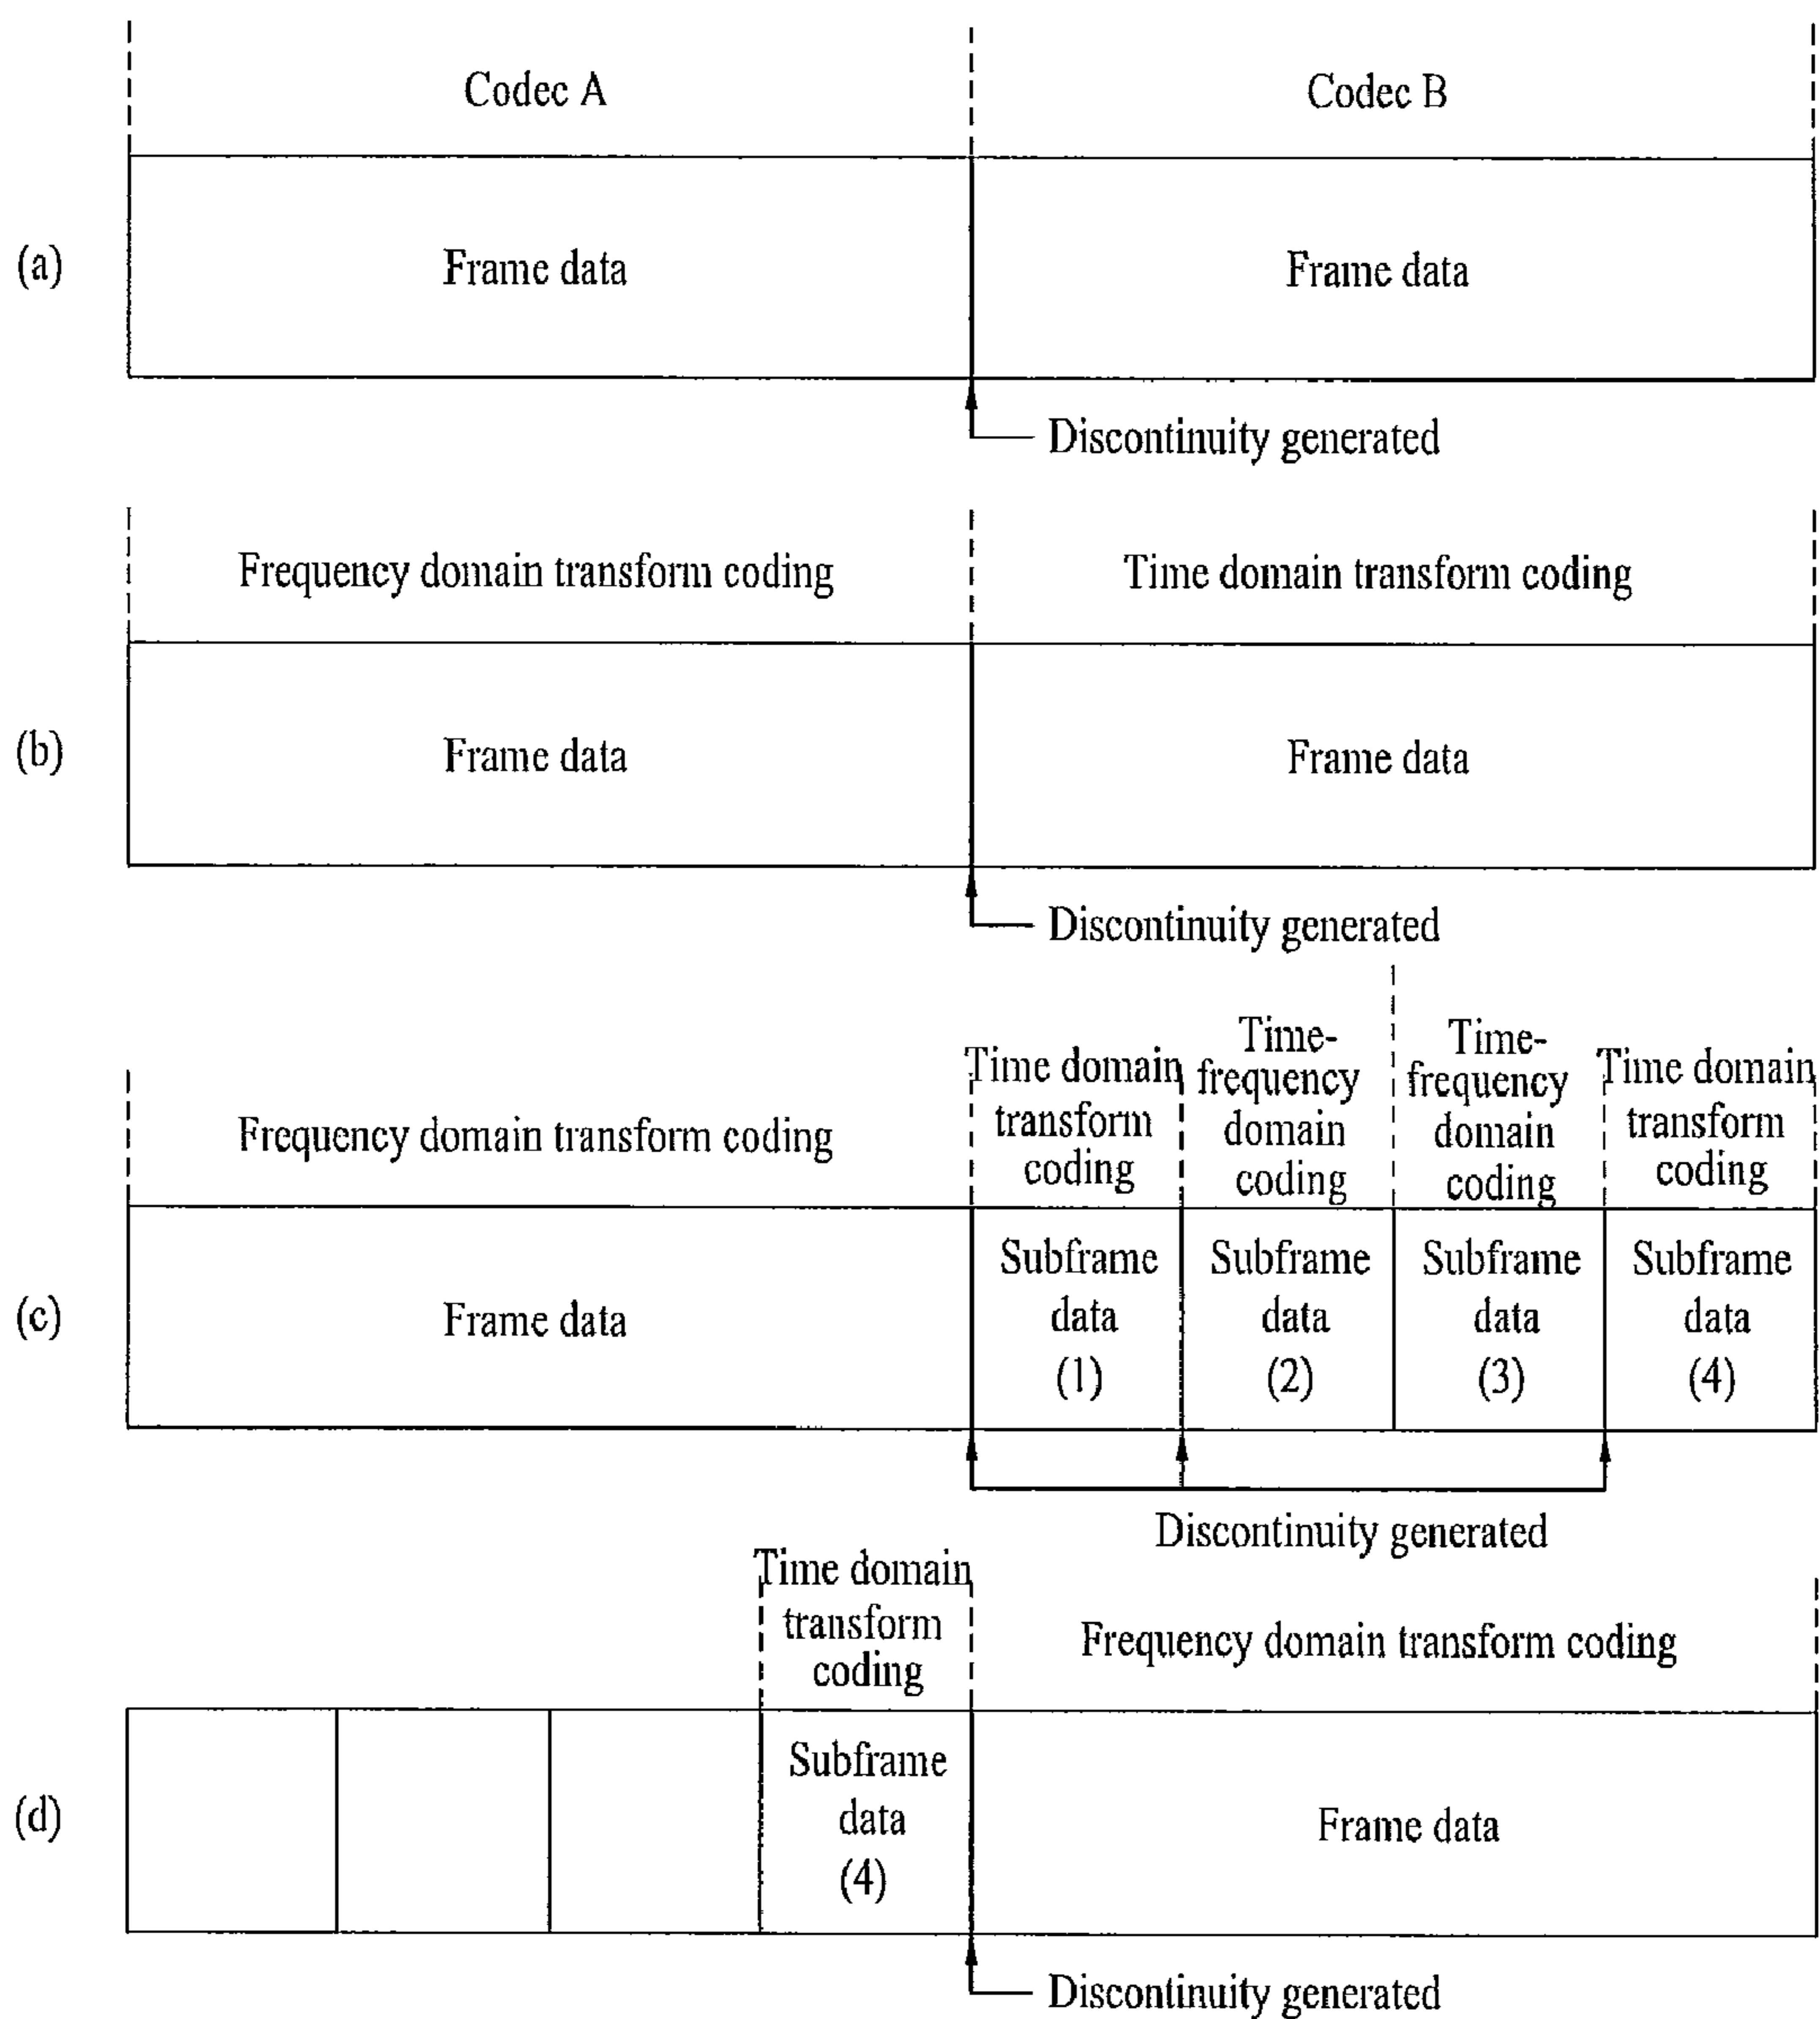 Codec A
Codec B
(a)
Frame data
Frame data
Discontinuity generated
Frequency domain transform coding
Time domain transform coding
(b)
Frame data
Frame data
Discontinuity generated
Frequency domain transform coding
Time domain
transform
coding
Time-
frequency
domain
coding
Time-
frequency
domain
coding
Time domain
transform
coding
(c)
Frame data
Subframe
data
(1)
Subframe
data
(2)
Subframe
data
(3)
Subframe
data
(4)
Discontinuity generated
Time domain
transform
coding
Frequency domain transform coding
(d)
Subframe
data
(4)
Frame data
Discontinuity generated